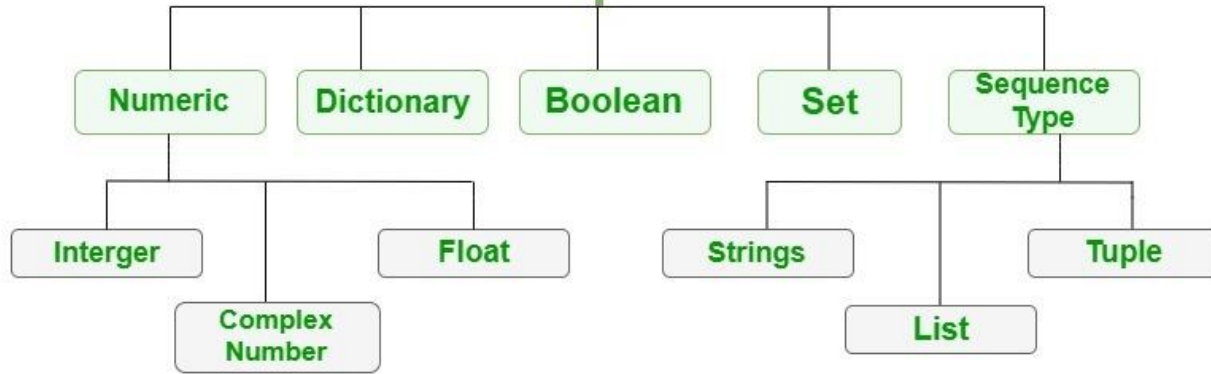 Numeric
Dictionary
Boolean
Set
Sequence
Type
Interger
Float
Strings
Tuple
Complex
Number
List